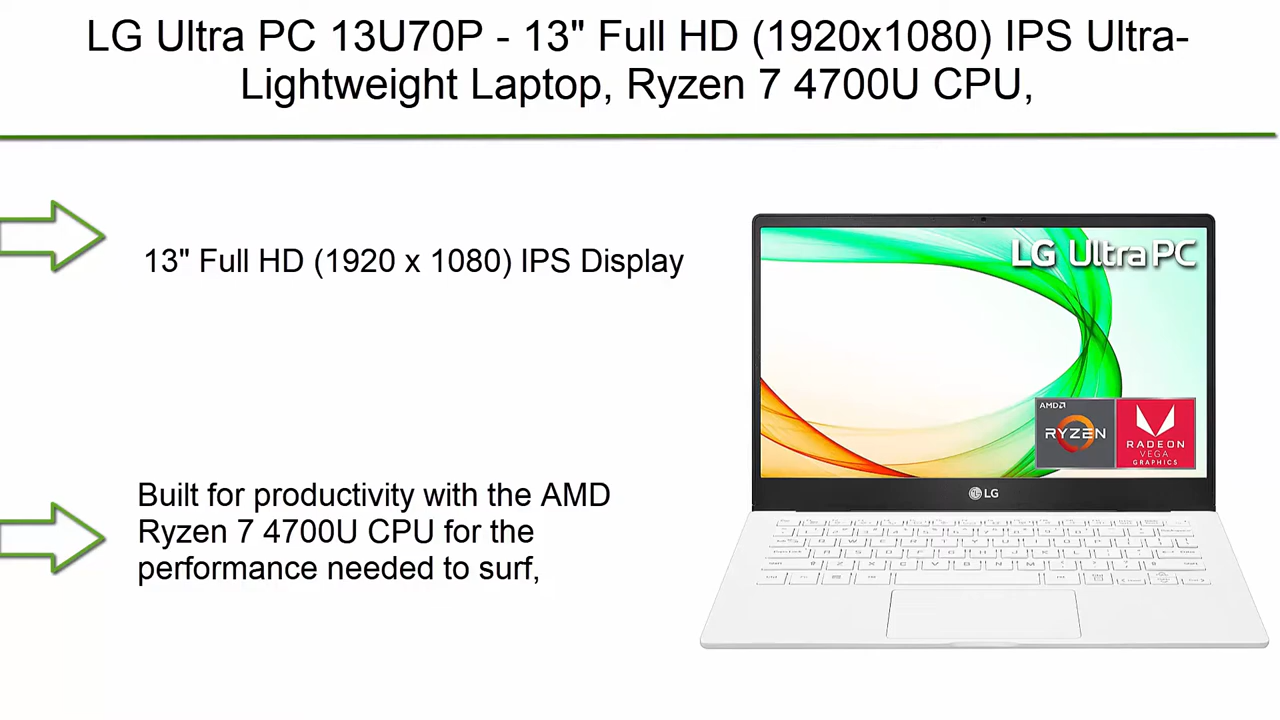 LG Ultra PC 13U70P - 13" Full HD (1920x1080) IPS Ultra-
Lightweight Laptop, Ryzen 7 4700U CPU,
13" Full HD (1920 x 1080) IPS Display
Built for productivity with the AMD
Ryzen 7 4700U CPU for the
performance needed to surf,
LG Ultra PC
AMD
RYZEN
RADEON
VEGA
GRAPHICS
LG